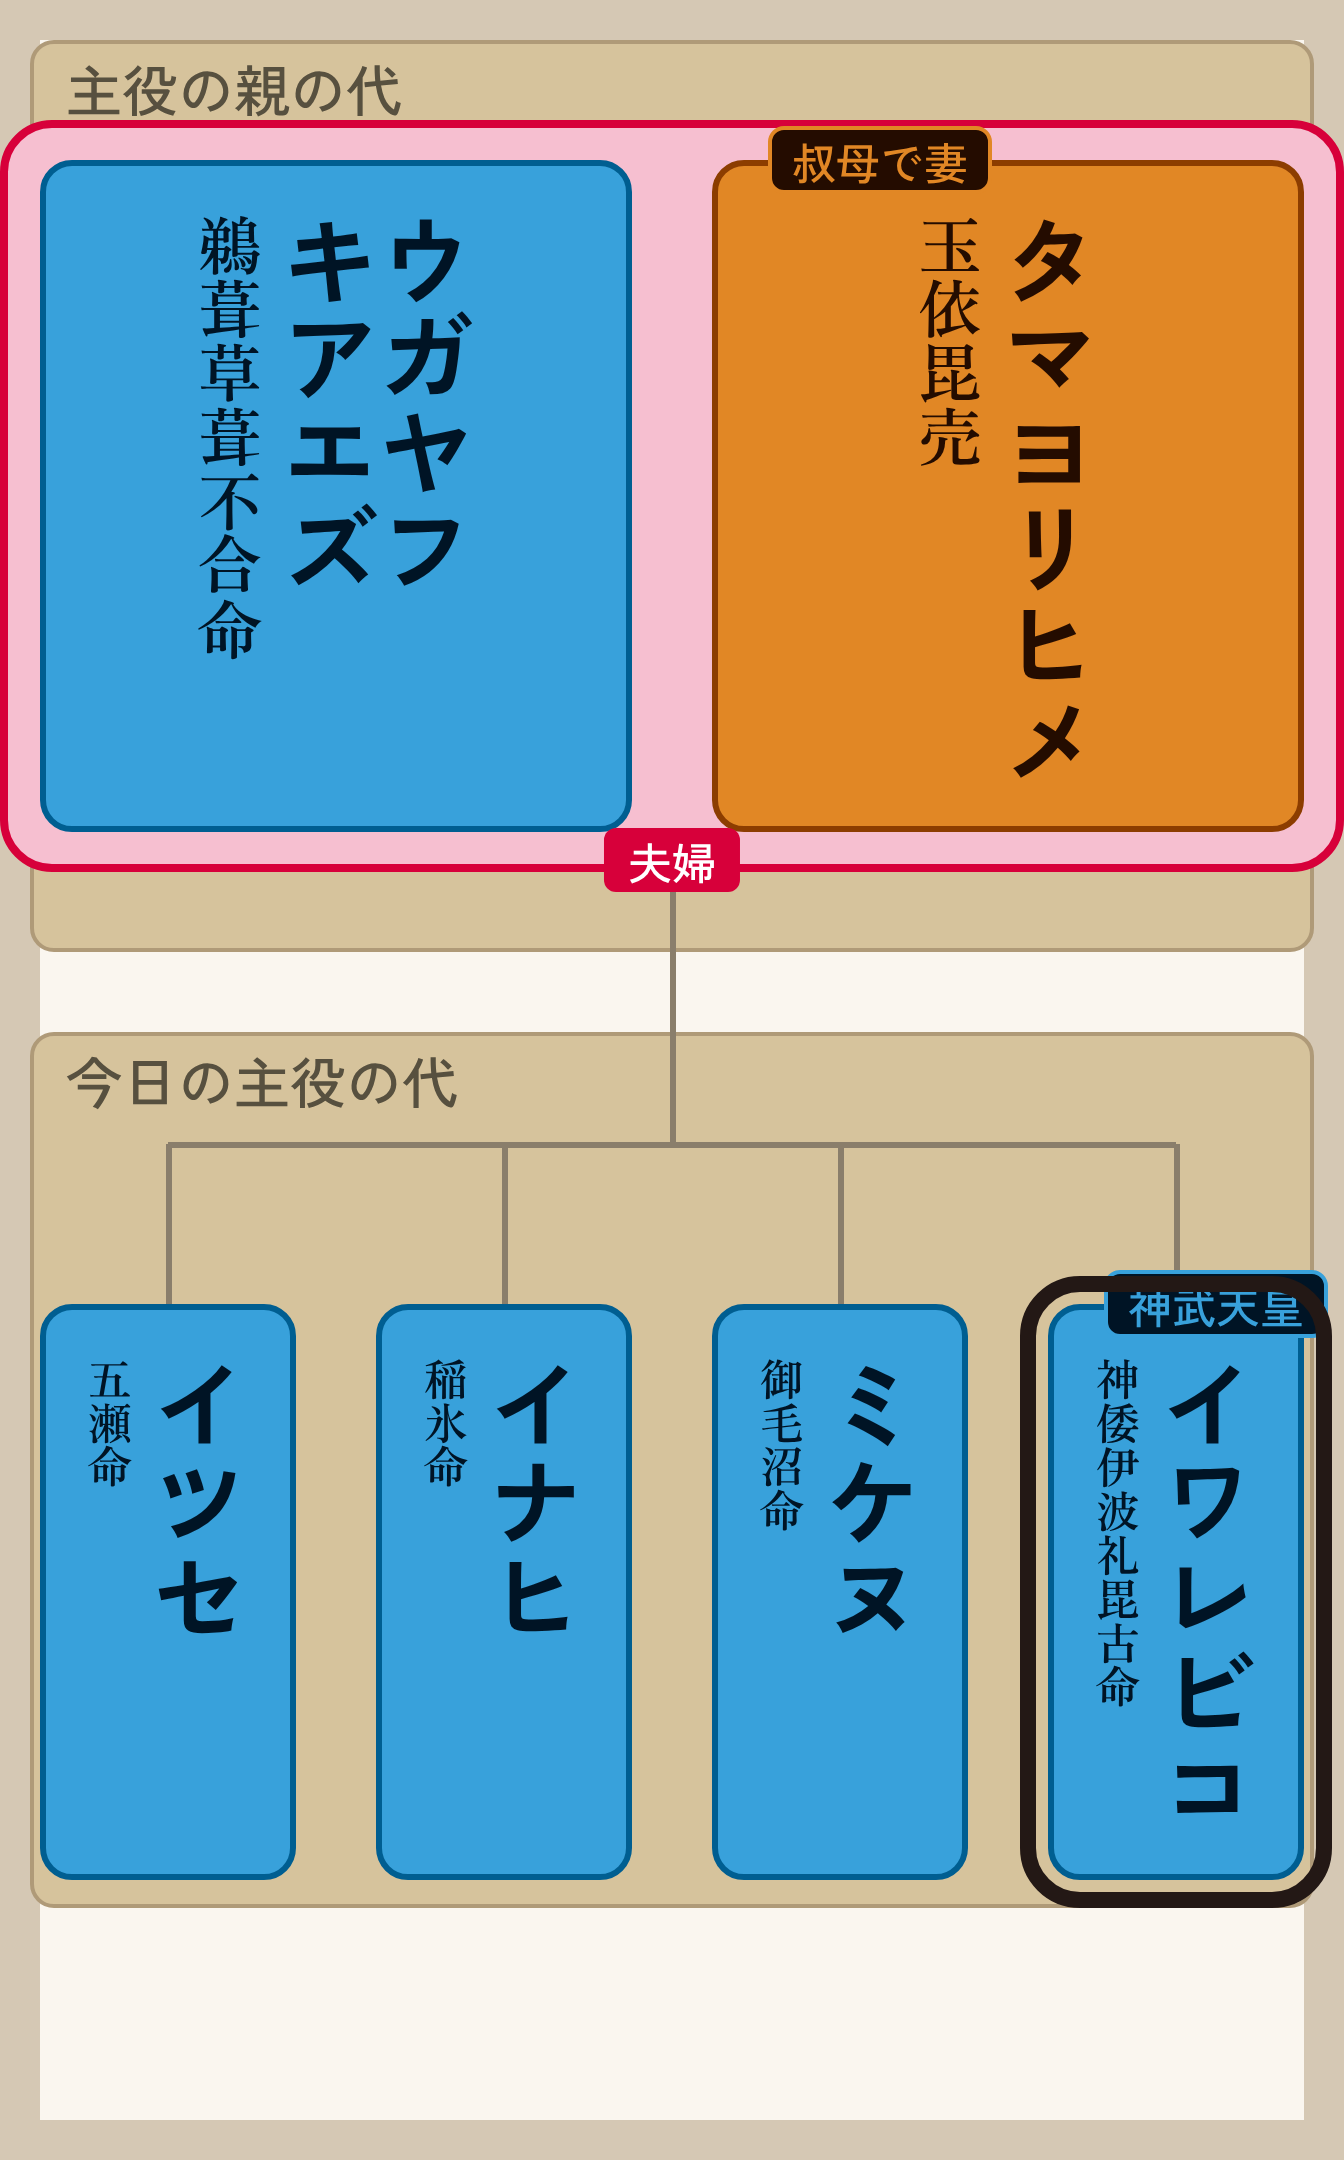 主役の親の代
ウガヤフ
キアエズ
鵜葺草葺不合命
叔母で妻
タマヨリヒメ
玉依毘売
夫婦
今日の主役の代
イツセ
五瀬命
イナヒ
稲氷命
ミケヌ
御毛沼命
神武天皇
イワレビコ
神倭伊波礼毘古命